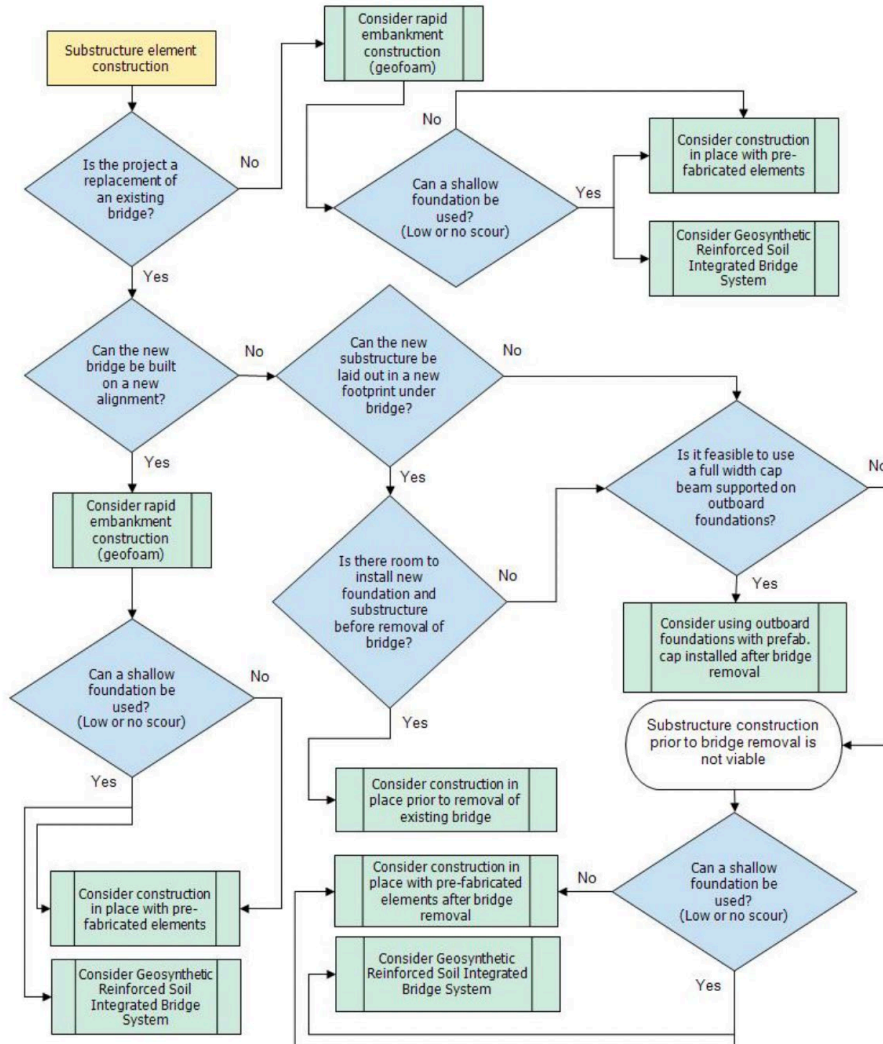 Substructure element
construction
Consider rapid
embankment
construction
(geofoam)
Is the project a
replacement of
an existing
bridge?
No
Yes
Can a shallow
foundation be
used?
(Low or no scour)
No
Yes
Consider construction
in place with pre-
fabricated elements
Consider Geosynthetic
Reinforced Soil
Integrated Bridge
System
Can the new
bridge be built
on a new
alignment?
No
Yes
Can the new
substructure be
laid out in a new
footprint under
bridge?
No
Yes
Is it feasible to use
a full width cap
beam supported on
outboard
foundations?
No
Yes
Consider rapid
embankment
construction
(geofoam)
Is there room to
install new
foundation and
substructure
before removal of
bridge?
No
Yes
Consider using outboard
foundations with prefab.
cap installed after bridge
removal
Can a shallow
foundation be
used?
(Low or no scour)
No
Yes
Substructure construction
prior to bridge removal is
not viable
Consider construction in
place prior to removal of
existing bridge
Consider construction
in place with pre-
fabricated elements
Consider Geosynthetic
Reinforced Soil
Integrated Bridge
System
Consider construction in
place with pre-fabricated
elements after bridge
removal
Can a shallow
foundation be
used?
(Low or no scour)
No
Yes
Consider Geosynthetic
Reinforced Soil Integrated
Bridge System